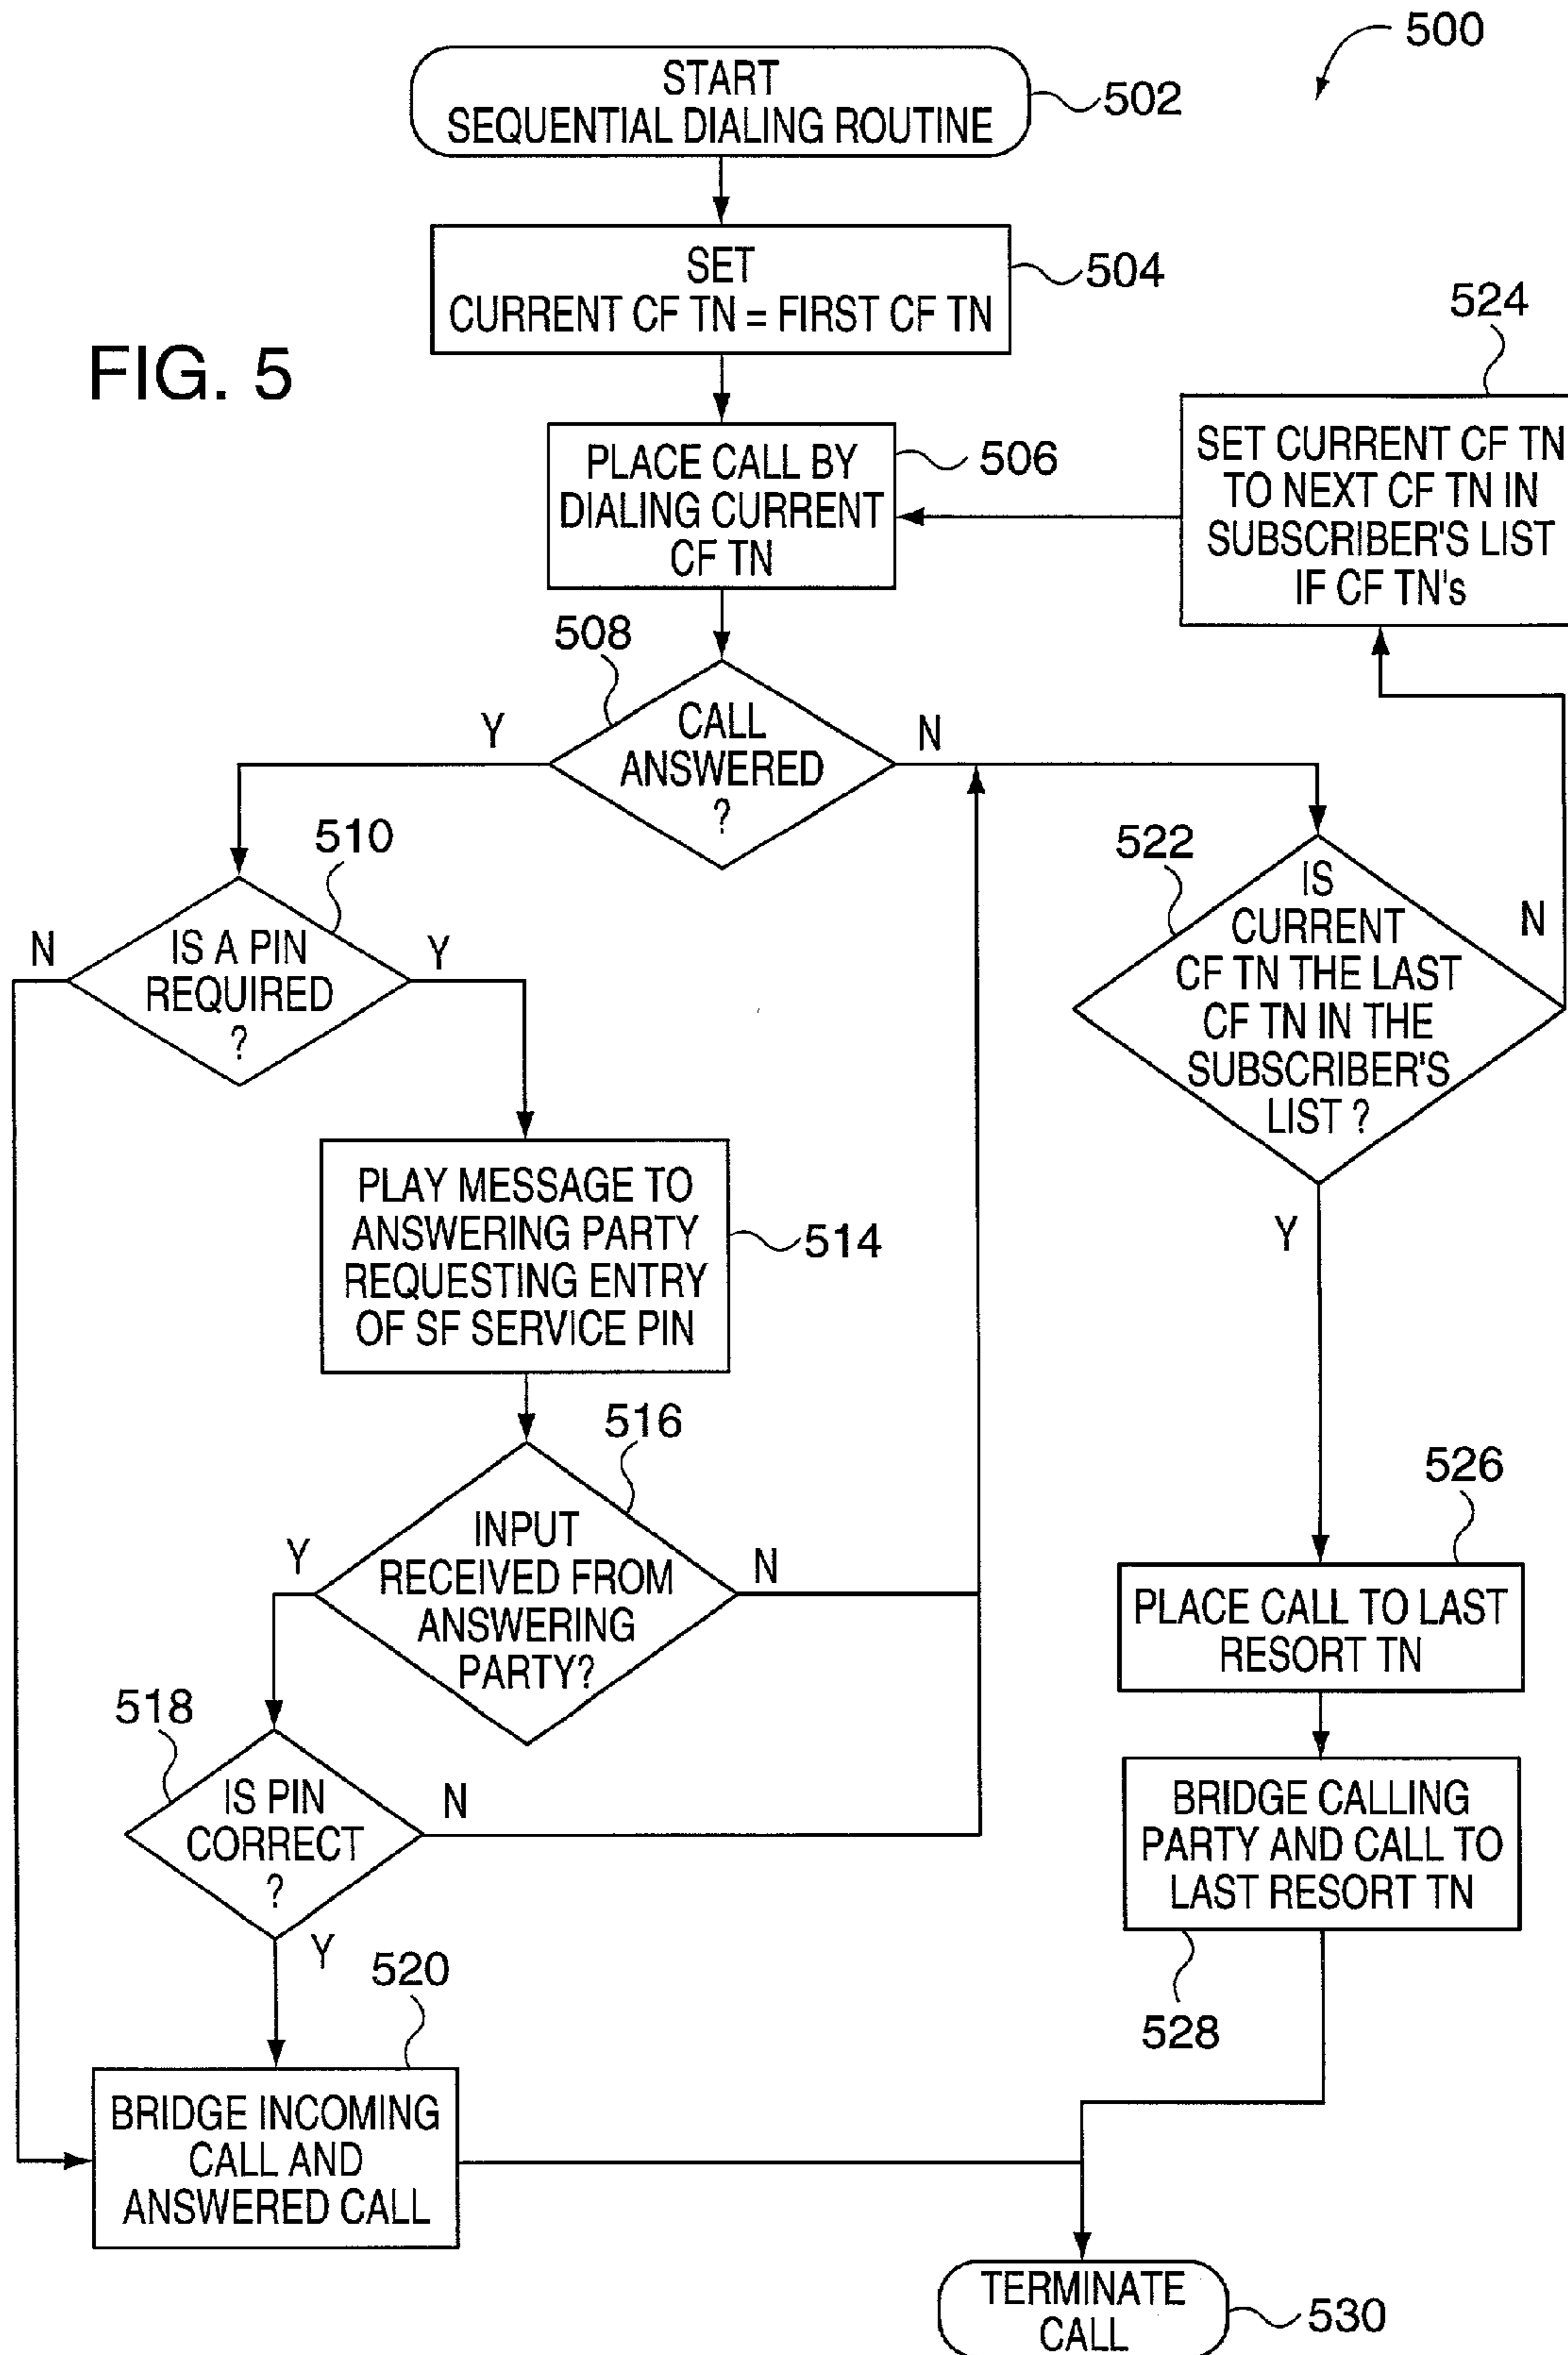 500
START
SEQUENTIAL DIALING ROUTINE
502
SET
CURRENT CF TN = FIRST CF TN
504
FIG. 5
524
SET CURRENT CF TN
TO NEXT CF TN IN
SUBSCRIBER'S LIST
IF CF TN's
PLACE CALL BY
DIALING CURRENT
CF TN
506
508
CALL
ANSWERED
?
Y
N
510
IS A PIN
REQUIRED
?
N
Y
522
IS
CURRENT
CF TN THE LAST
CF TN IN THE
SUBSCRIBER'S
LIST ?
N
Y
PLAY MESSAGE TO
ANSWERING PARTY
REQUESTING ENTRY
OF SF SERVICE PIN
514
516
INPUT
RECEIVED FROM
ANSWERING
PARTY?
Y
N
526
PLACE CALL TO LAST
RESORT TN
518
IS PIN
CORRECT
?
N
Y
BRIDGE CALLING
PARTY AND CALL TO
LAST RESORT TN
528
520
BRIDGE INCOMING
CALL AND
ANSWERED CALL
TERMINATE
CALL
530